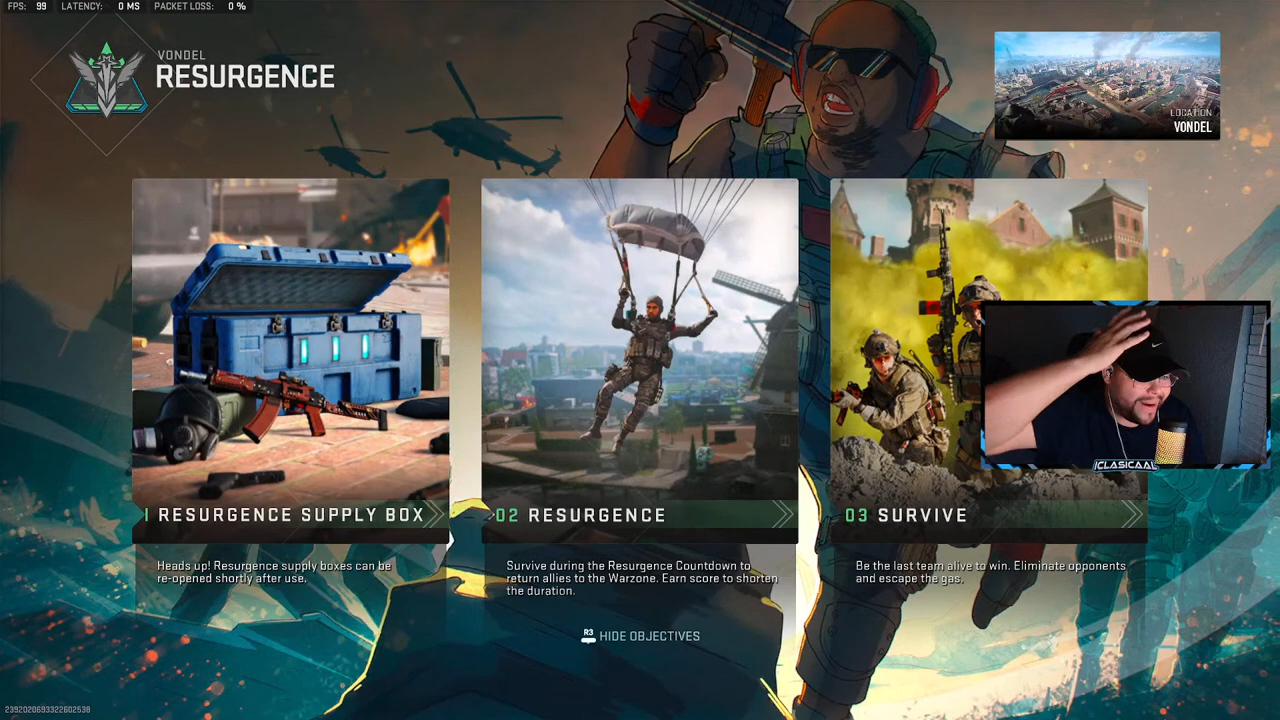 FPS: 99 LATENCY: 0 MS PACKET LOSS: 0 %
VONDEL
RESURGENCE
LOCATION
VONDEL
RESURGENCE SUPPLY BOX
02 RESURGENCE
03 SURVIVE
Heads up! Resurgence supply boxes can be
re-opened shortly after use.
Survive during the Resurgence Countdown to
return allies to the Warzone. Earn score to shorten
the duration.
Be the last team alive to win. Eliminate opponents
and escape the gas.
R3 HIDE OBJECTIVES
ICLASICAAL
2392020693322602538